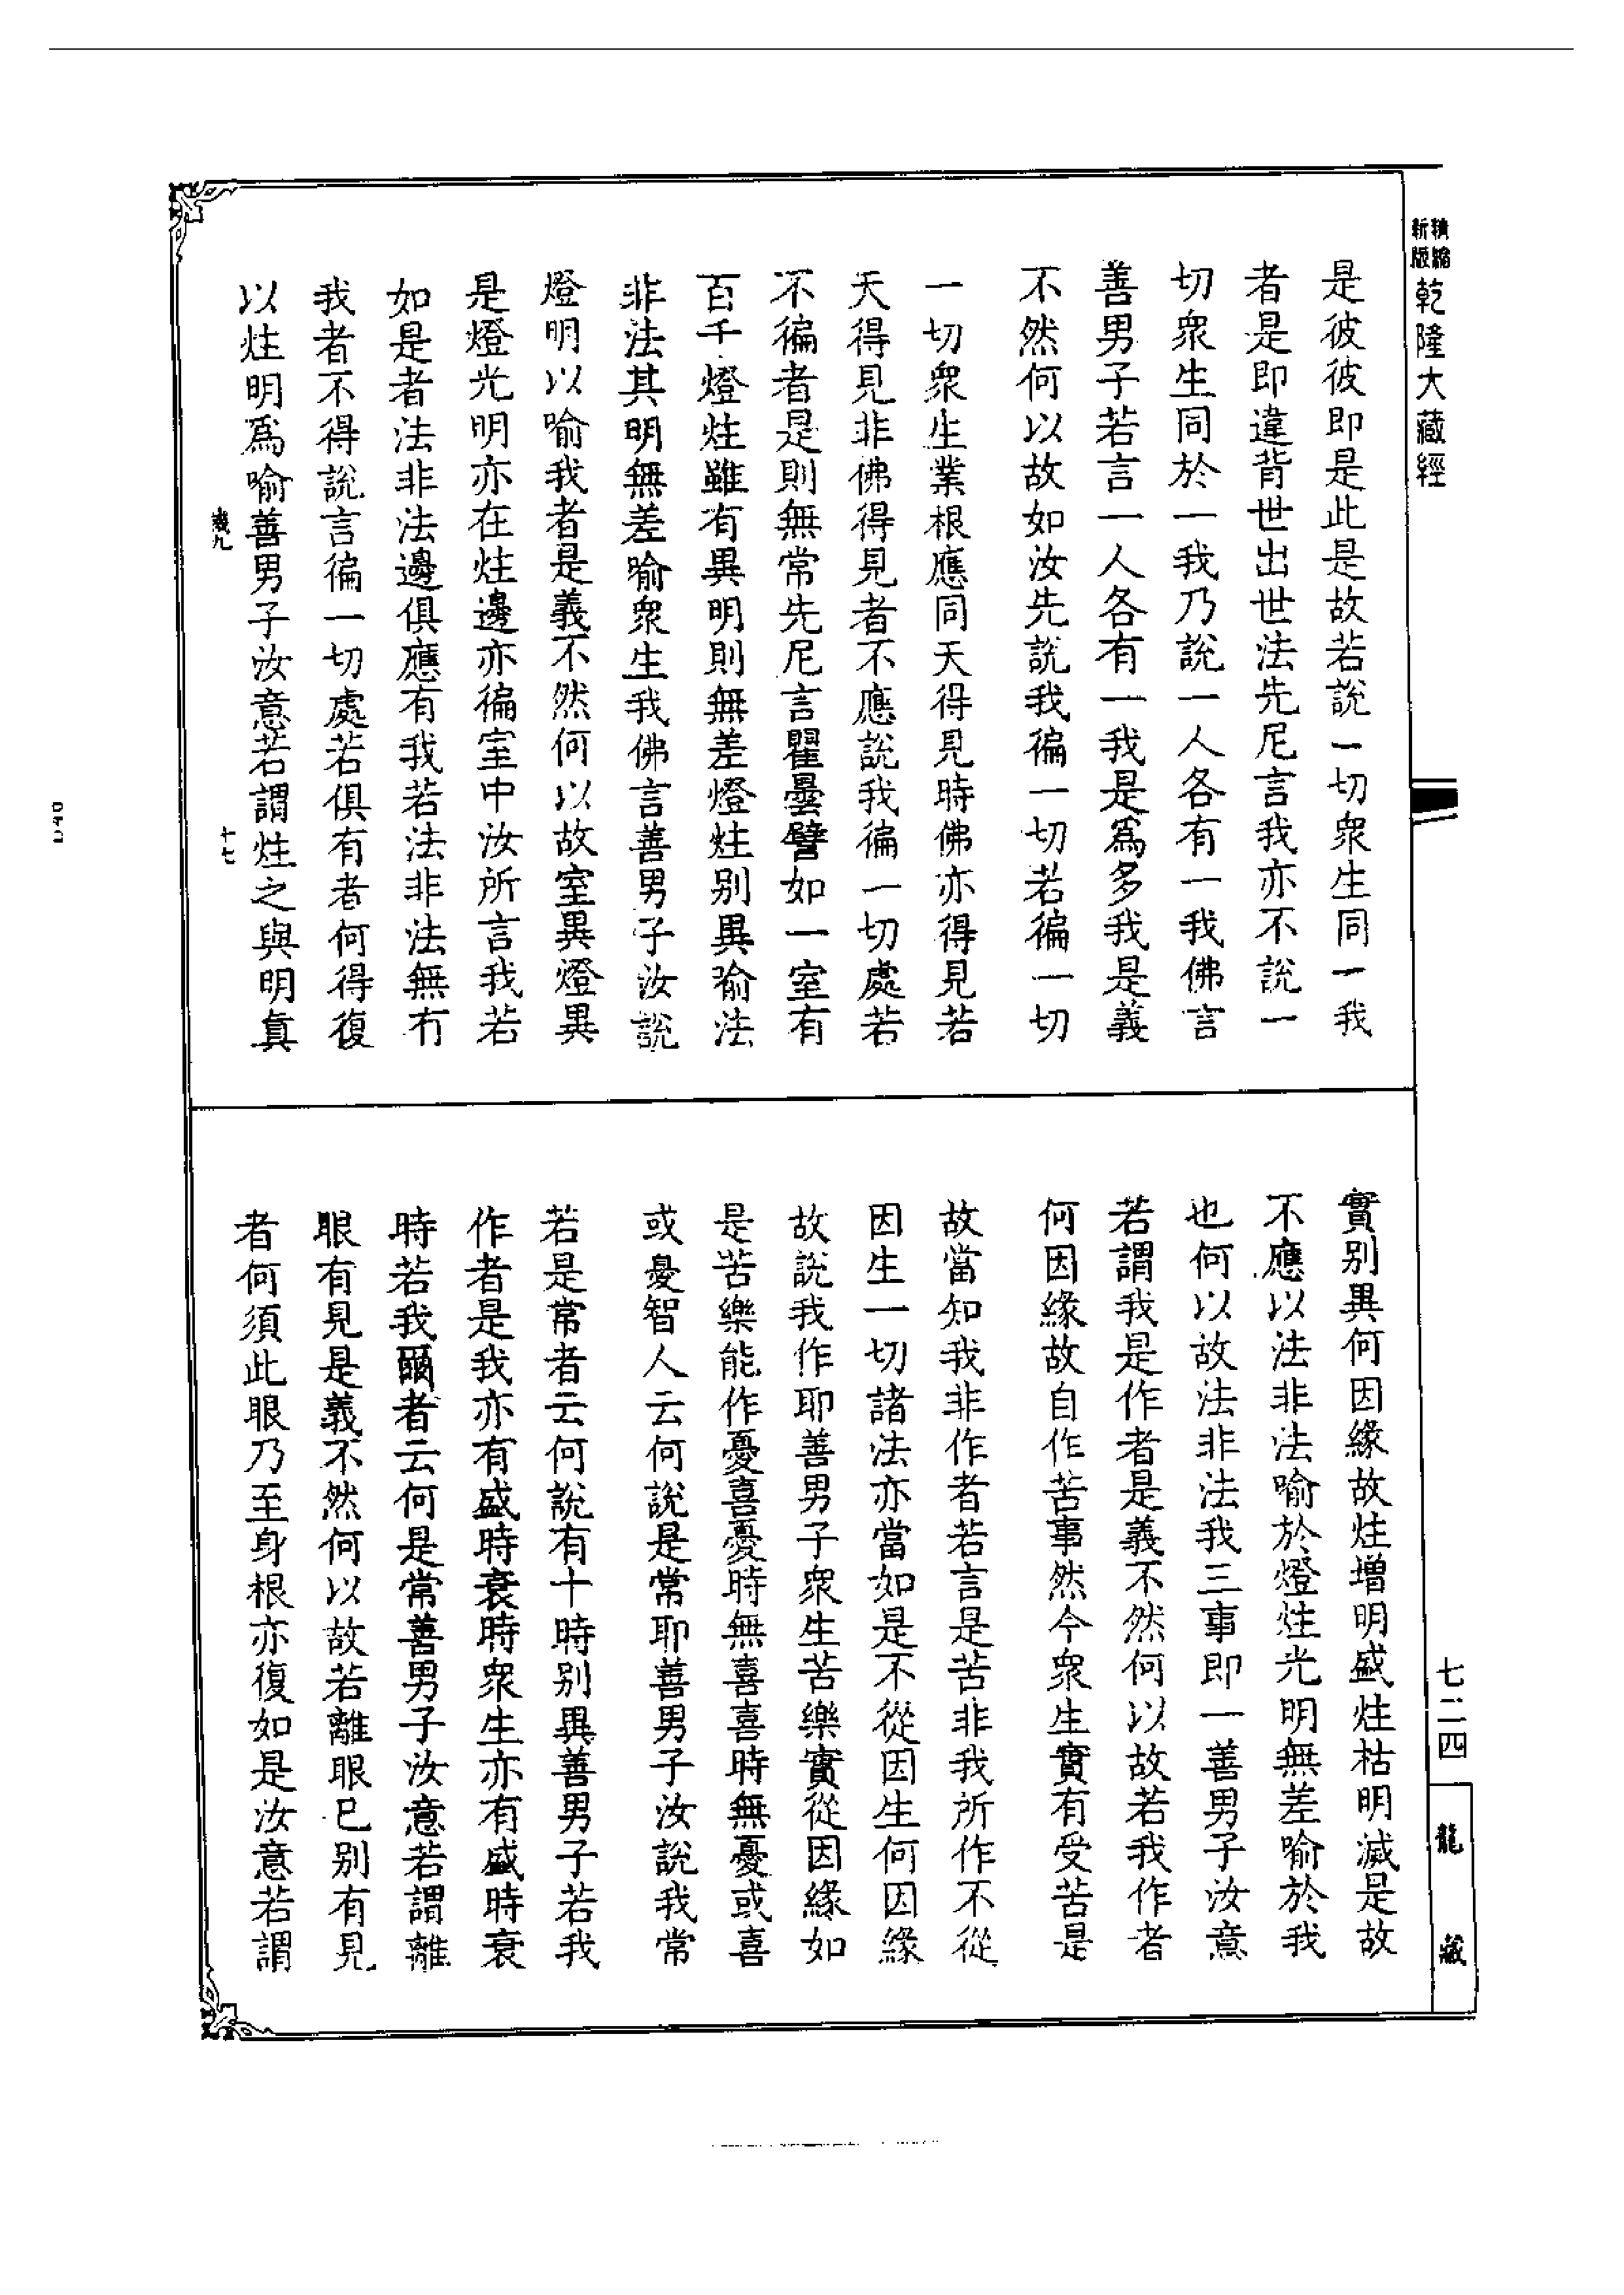 精縮新版
乾隆大藏經
是彼彼即是此是故若說一切衆生同一我
者是即違背世出世法先尼言我亦不說一
切衆生同於一我乃說一人各有一我佛言
善男子若言一人各有一我是爲多我是義
不然何以故如汝先說我徧一切若徧一切
一切衆生業根應同天得見時佛亦得見若
天得見非佛得見者不應說我徧一切處若
不徧者是則無常先尼言瞿曇譬如一室有
百千燈炷雖有異明則無差燈炷别異喻法
非法其明無差喻衆生我佛言善男子汝說
燈明以喻我者是義不然何以故室異燈異
是燈光明亦在炷邊亦徧室中汝所言我若
如是者法非法邊俱應有我若法非法無有
我者不得說言徧一切處若俱有者何得復
以炷明爲喻善男子汝意若謂炷之與明真
十七
七二四
龍藏
實别異何因緣故炷增明盛炷枯明減是故
不應以法非法喻於燈炷光明無差喻於我
也何以故法非法我三事即一善男子汝意
若謂我是作者是義不然何以故若我作者
何因緣故自作苦事然今衆生實有受苦是
故當知我非作者若言是苦非我所作不從
因生一切諸法亦當如是不從因生何因緣
故說我作耶善男子衆生苦樂實從因緣如
是苦樂能作憂喜憂時無喜喜時無憂或喜
或憂智人云何說是常耶善男子汝說我常
若是常者云何說有十時别異善男子若我
作者是我亦有盛時衰時衆生亦有盛時衰
時若我爾者云何是常善男子汝意若謂離
眼有見是義不然何以故若離眼已别有見
者何須此眼乃至身根亦復如是汝意若謂